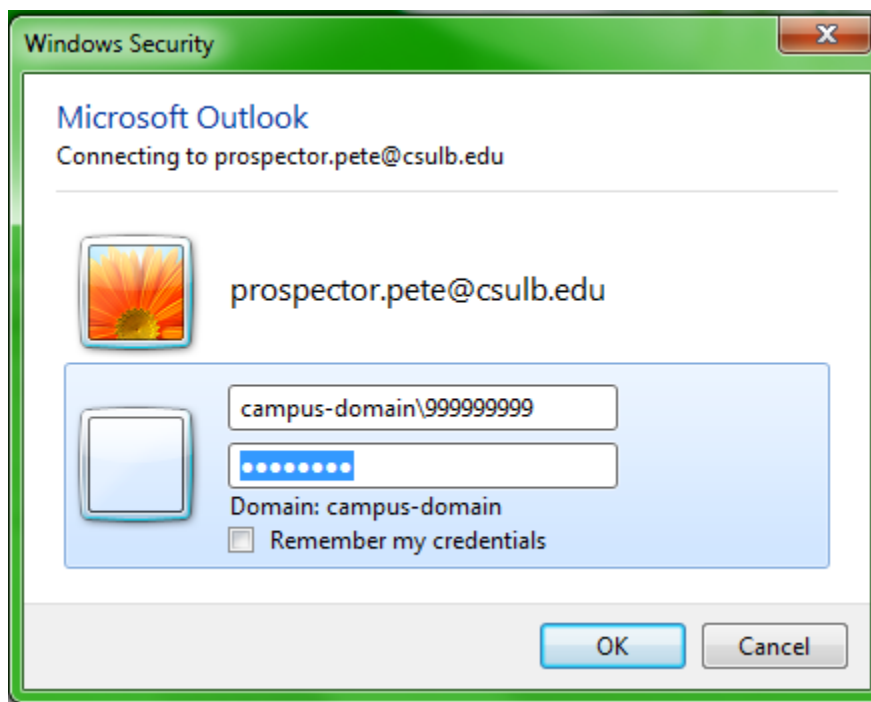 Windows Security
Microsoft Outlook
Connecting to prospector.pete@csulb.edu
prospector.pete@csulb.edu
campus-domain\999999999
••••••••
Domain: campus-domain
Remember my credentials
OK Cancel